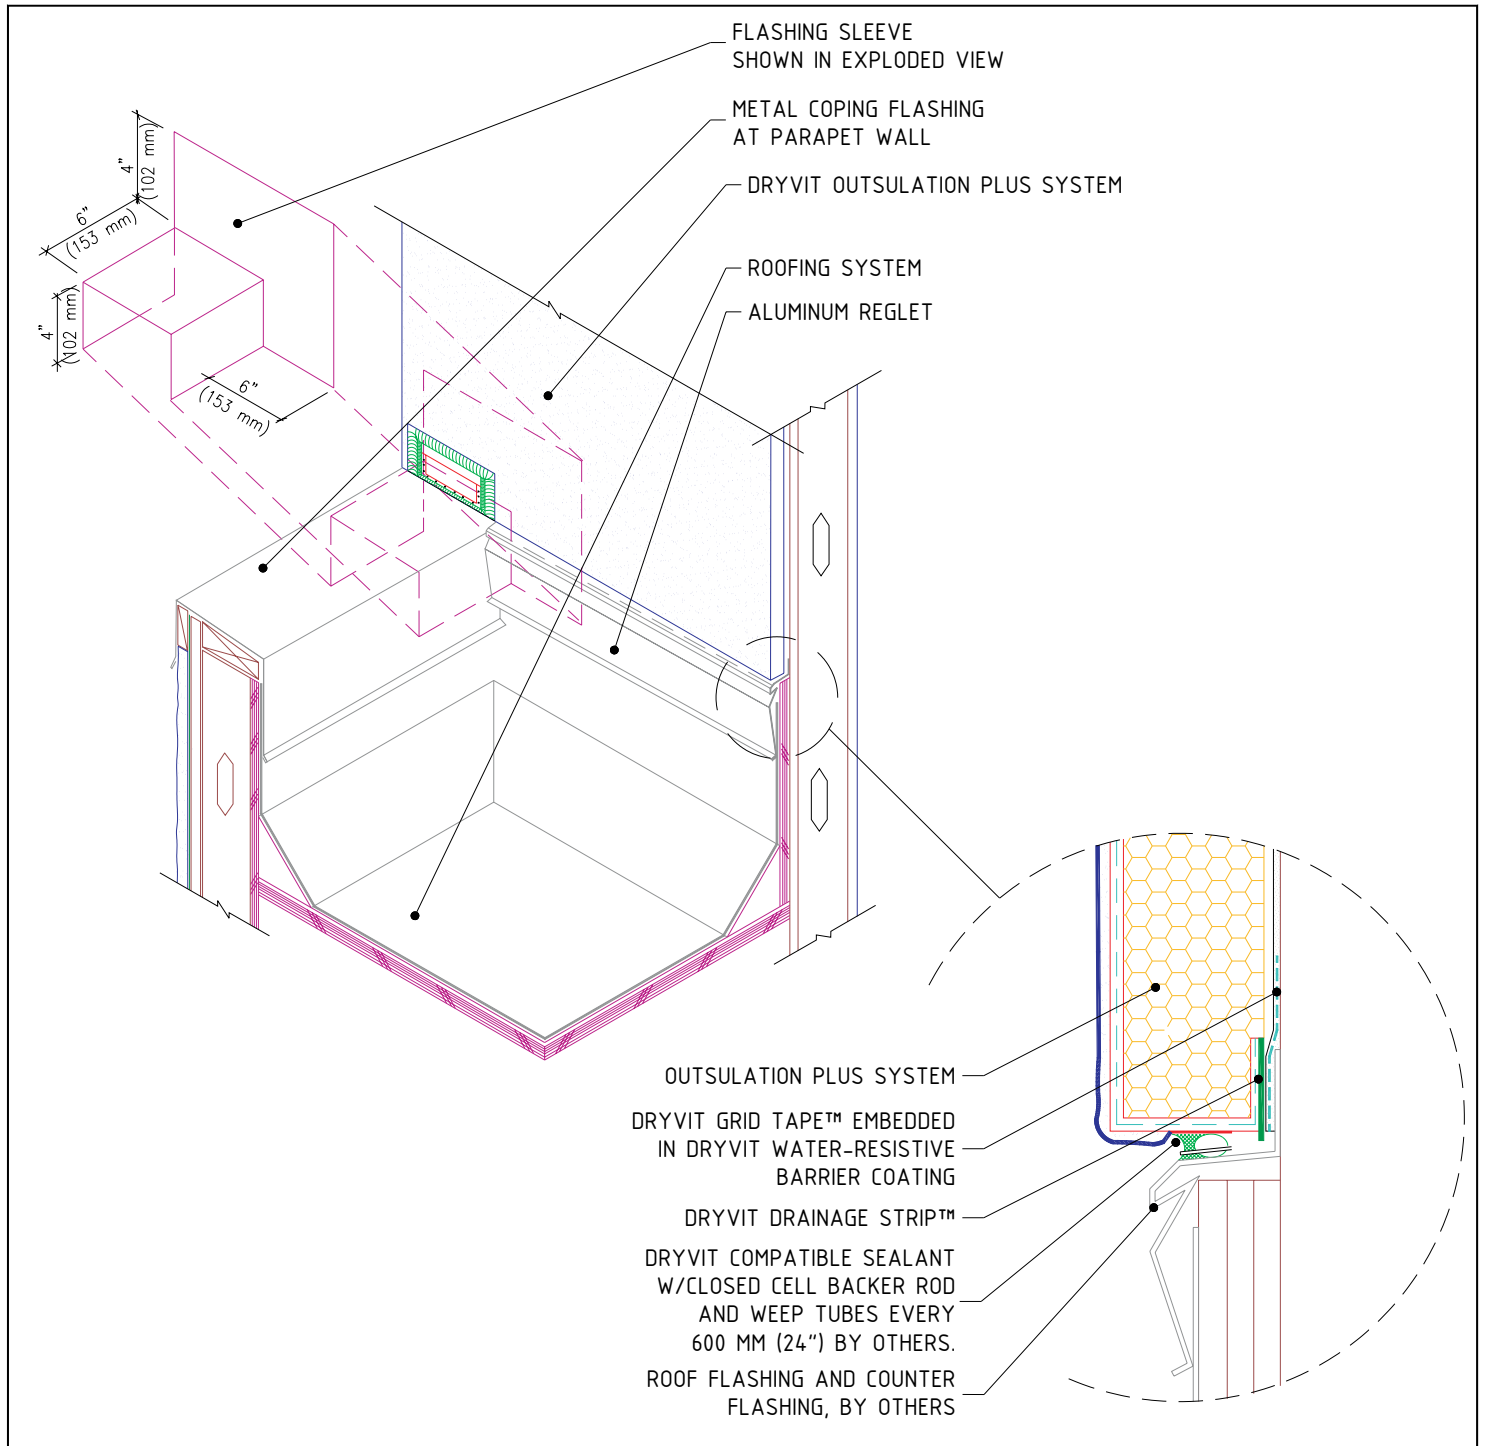 FLASHING SLEEVE
SHOWN IN EXPLODED VIEW
METAL COPING FLASHING
AT PARAPET WALL
DRYVIT OUTSULATION PLUS SYSTEM
ROOFING SYSTEM
ALUMINUM REGLET
4"
(102 mm)
6"
(153 mm)
4"
(102 mm)
6"
(153 mm)
OUTSULATION PLUS SYSTEM
DRYVIT GRID TAPE™ EMBEDDED
IN DRYVIT WATER-RESISTIVE
BARRIER COATING
DRYVIT DRAINAGE STRIP™
DRYVIT COMPATIBLE SEALANT
W/CLOSED CELL BACKER ROD
AND WEEP TUBES EVERY
600 MM (24") BY OTHERS.
ROOF FLASHING AND COUNTER
FLASHING, BY OTHERS